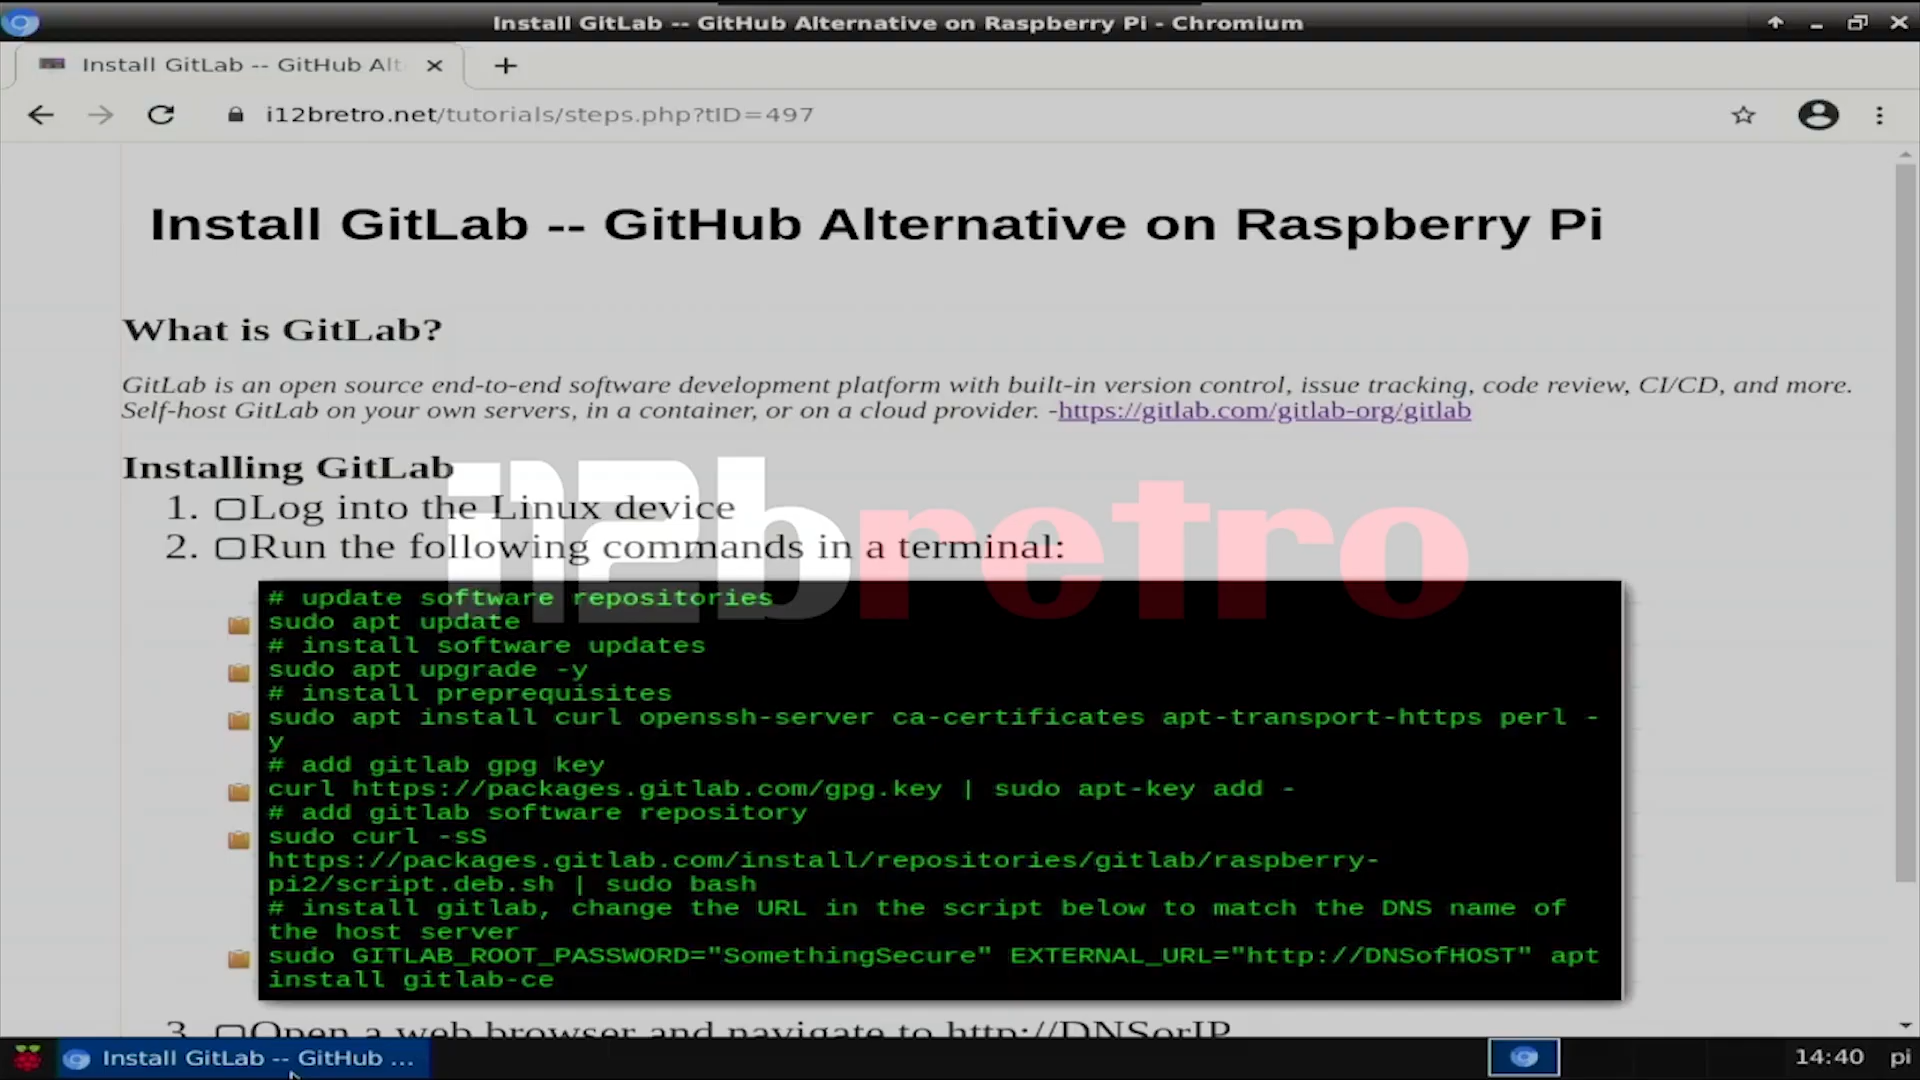 Install GitLab -- GitHub Alternative on Raspberry Pi - Chromium
Install GitLab -- GitHub Alt
i12bretro.net/tutorials/steps.php?tID=497
Install GitLab -- GitHub Alternative on Raspberry Pi
What is GitLab?
GitLab is an open source end-to-end software development platform with built-in version control, issue tracking, code review, CI/CD, and more.
Self-host GitLab on your own servers, in a container, or on a cloud provider. -https://gitlab.com/gitlab-org/gitlab
Installing GitLab
1. Log into the Linux device
2. Run the following commands in a terminal:
i12bretro
# update software repositories
sudo apt update
# install software updates
sudo apt upgrade -y
# install preprequisites
sudo apt install curl openssh-server ca-certificates apt-transport-https perl -
y
# add gitlab gpg key
curl https://packages.gitlab.com/gpg.key | sudo apt-key add -
# add gitlab software repository
sudo curl -sS
https://packages.gitlab.com/install/repositories/gitlab/raspberry-
pi2/script.deb.sh | sudo bash
# install gitlab, change the URL in the script below to match the DNS name of
the host server
sudo GITLAB_ROOT_PASSWORD="SomethingSecure" EXTERNAL_URL="http://DNSofHOST" apt
install gitlab-ce
3. Open a web browser and navigate to http://DNSorIP
Install GitLab -- GitHub ...
14:40
pi